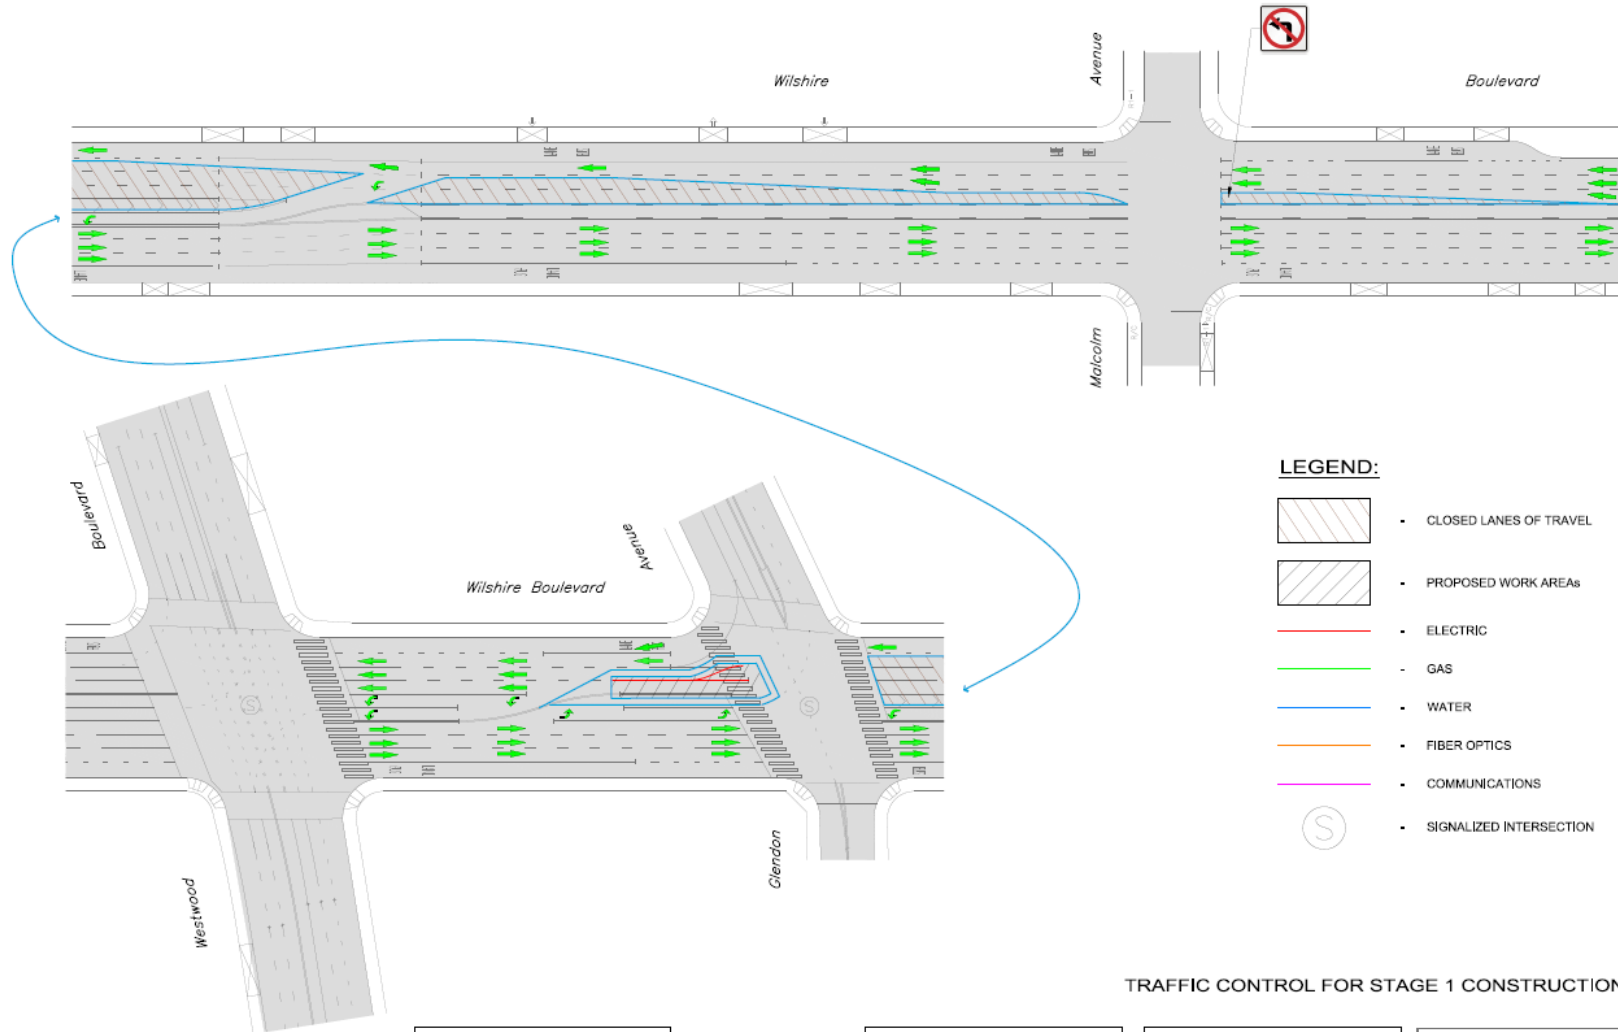 Wilshire
Avenue
Boulevard
Malcolm
Boulevard
Avenue
Wilshire Boulevard
S
S
Glendon
Westwood
LEGEND:
- CLOSED LANES OF TRAVEL
- PROPOSED WORK AREAs
- ELECTRIC
- GAS
- WATER
- FIBER OPTICS
- COMMUNICATIONS
S - SIGNALIZED INTERSECTION
TRAFFIC CONTROL FOR STAGE 1 CONSTRUCTION